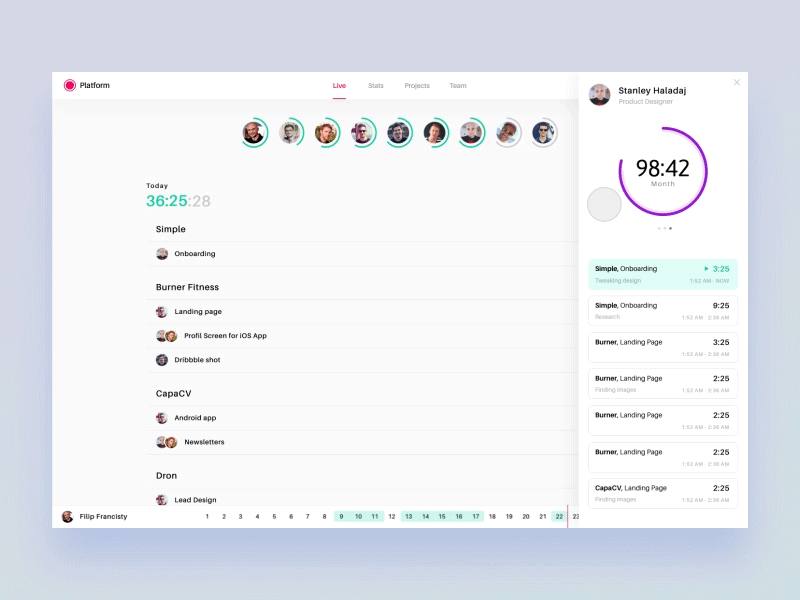 Platform
Live Stats Projects Team
Today
36:25:28
Simple
Onboarding
Burner Fitness
Landing page
Profil Screen for iOS App
Dribbble shot
CapaCV
Android app
Newsletters
Dron
Lead Design
Filip Francisty
1 2 3 4 5 6 7 8 9 10 11 12 13 14 15 16 17 18 19 20 21 22 23
Stanley Haladaj
Product Designer
98:42
Month
Simple, Onboarding 3:25
Tweaking design 1:52 AM - NOW
Simple, Onboarding 9:25
Research 1:52 AM - 2:36 AM
Burner, Landing Page 3:25
1:52 AM - 2:36 AM
Burner, Landing Page 2:25
Finding images 1:52 AM - 2:36 AM
Burner, Landing Page 2:25
1:52 AM - 2:36 AM
Burner, Landing Page 2:25
1:52 AM - 2:36 AM
CapaCV, Landing Page 2:25
Finding images 1:52 AM - 2:36 AM